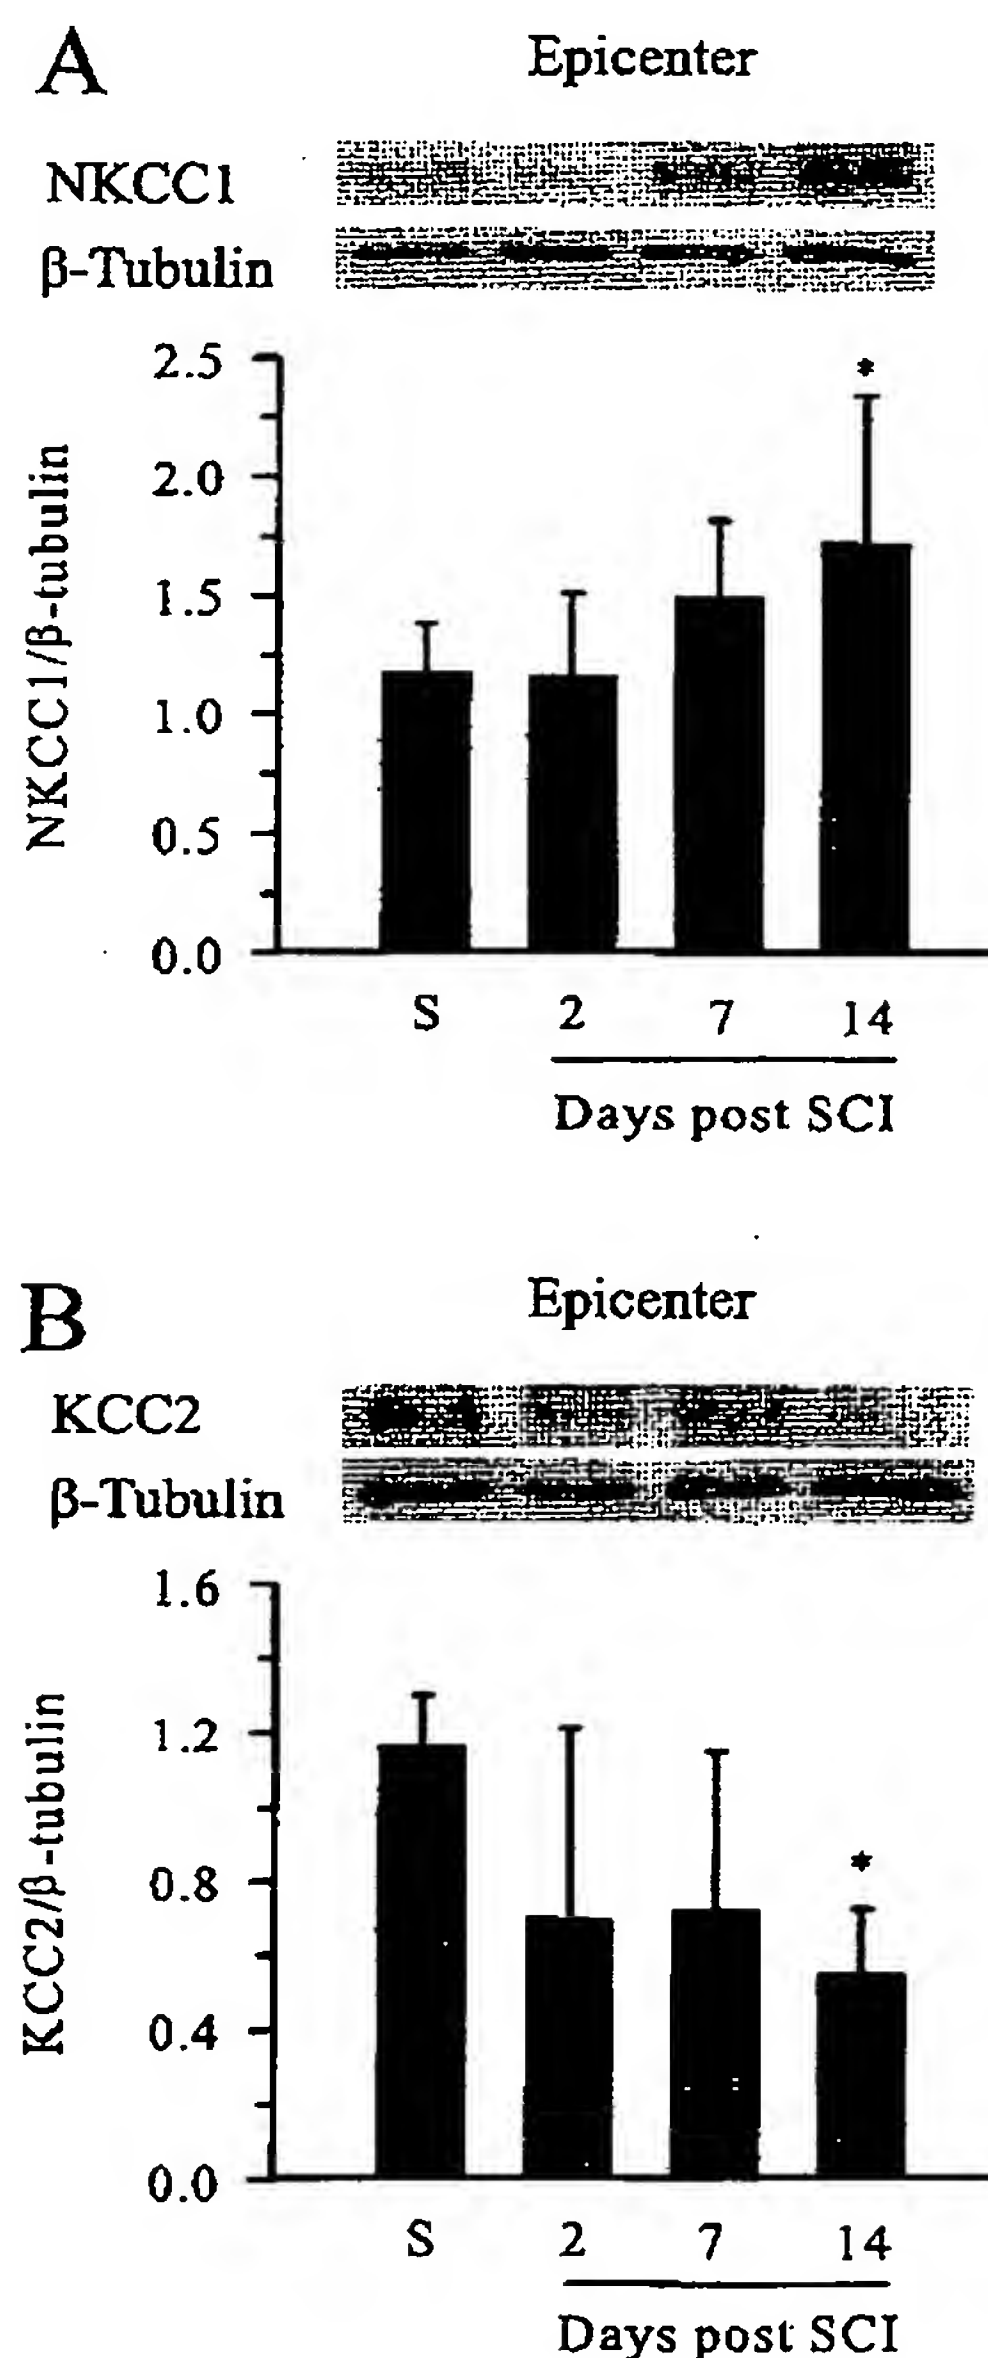 A
Epicenter
NKCC1
β-Tubulin
NKCC1/β-tubulin
2.5
2.0
1.5
1.0
0.5
0.0
*
S 2 7 14
Days post SCI
B
Epicenter
KCC2
β-Tubulin
KCC2/β-tubulin
1.6
1.2
0.8
0.4
0.0
*
S 2 7 14
Days post SCI